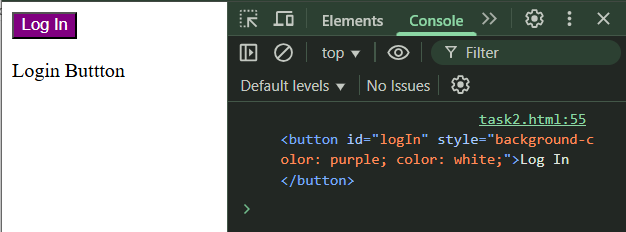 Log In
Login Buttton
Elements Console
top Filter
Default levels No Issues
task2.html:55
<button id="logIn" style="background-c
olor: purple; color: white;">Log In
</button>